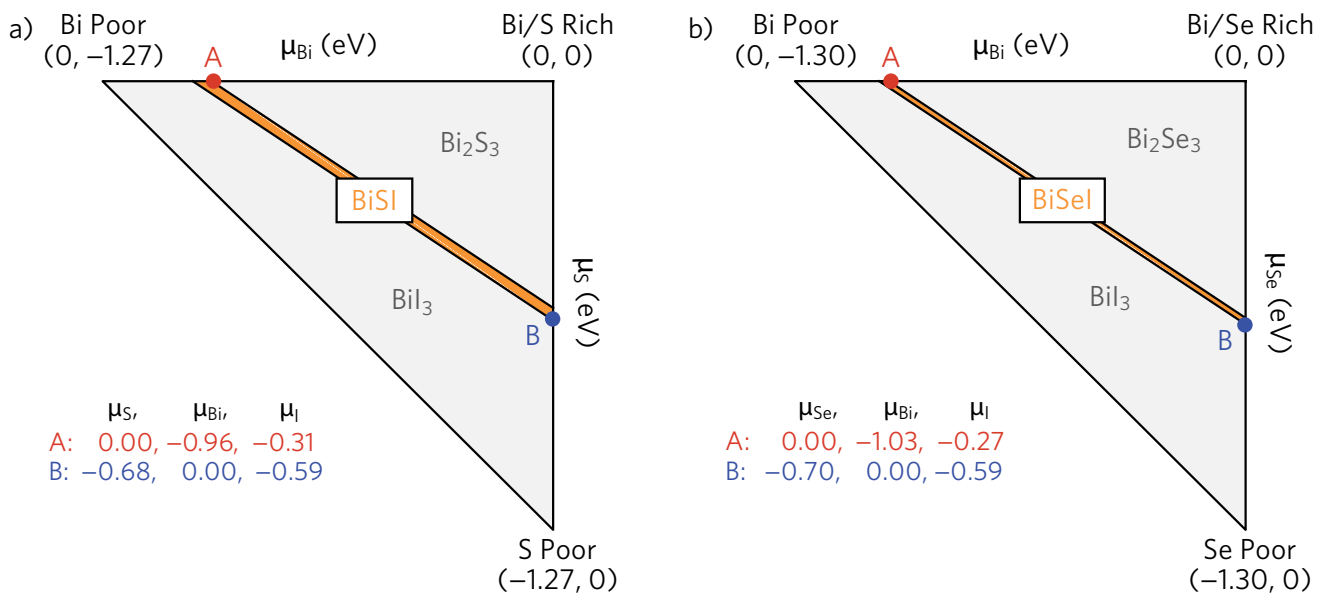 a)
Bi Poor
(0, −1.27)
μBi (eV)
Bi/S Rich
(0, 0)
A
Bi2S3
BiSI
BiI3
μS (eV)
B
μS, μBi, μI
A: 0.00, −0.96, −0.31
B: −0.68, 0.00, −0.59
S Poor
(−1.27, 0)
b)
Bi Poor
(0, −1.30)
μBi (eV)
Bi/Se Rich
(0, 0)
A
Bi2Se3
BiSeI
BiI3
μSe (eV)
B
μSe, μBi, μI
A: 0.00, −1.03, −0.27
B: −0.70, 0.00, −0.59
Se Poor
(−1.30, 0)